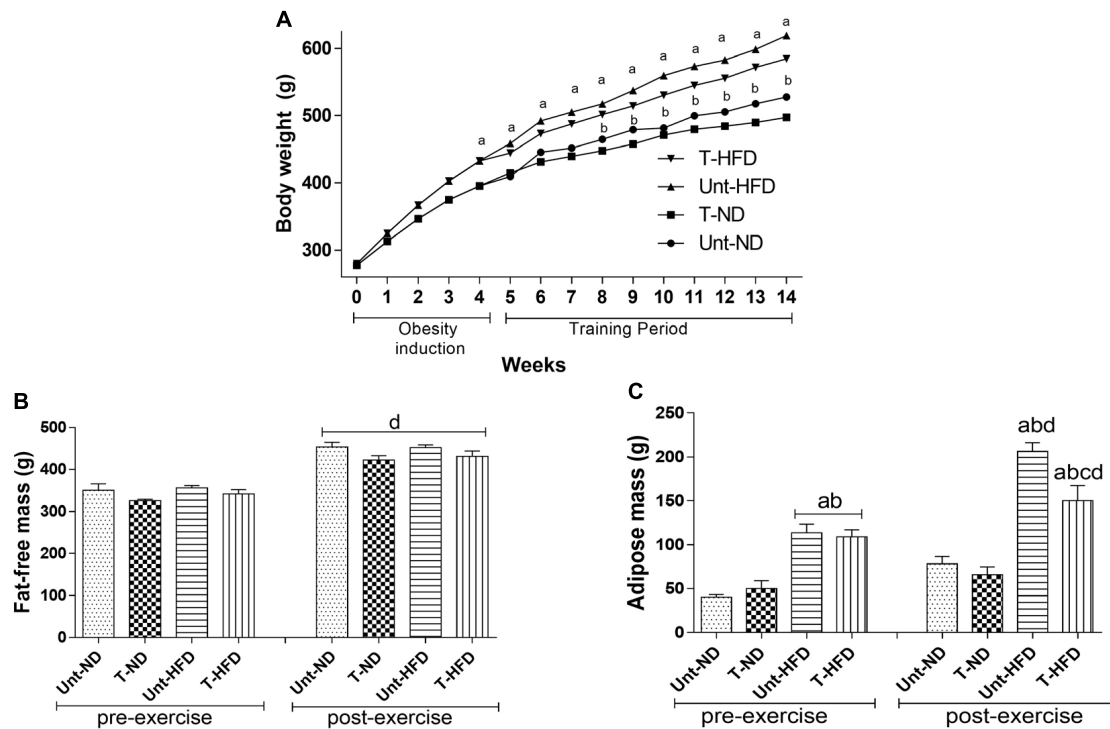 A
Body weight (g)
600
500
400
300
a a a a a a a a a a a
b b b b b b b
T-HFD
Unt-HFD
T-ND
Unt-ND
0 1 2 3 4 5 6 7 8 9 10 11 12 13 14
Obesity
induction
Training Period
Weeks
B
Fat-free mass (g)
500
400
300
200
100
0
d
Unt-ND T-ND Unt-HFD T-HFD Unt-ND T-ND Unt-HFD T-HFD
pre-exercise post-exercise
C
Adipose mass (g)
250
200
150
100
50
0
ab
abd
abcd
Unt-ND T-ND Unt-HFD T-HFD Unt-ND T-ND Unt-HFD T-HFD
pre-exercise post-exercise